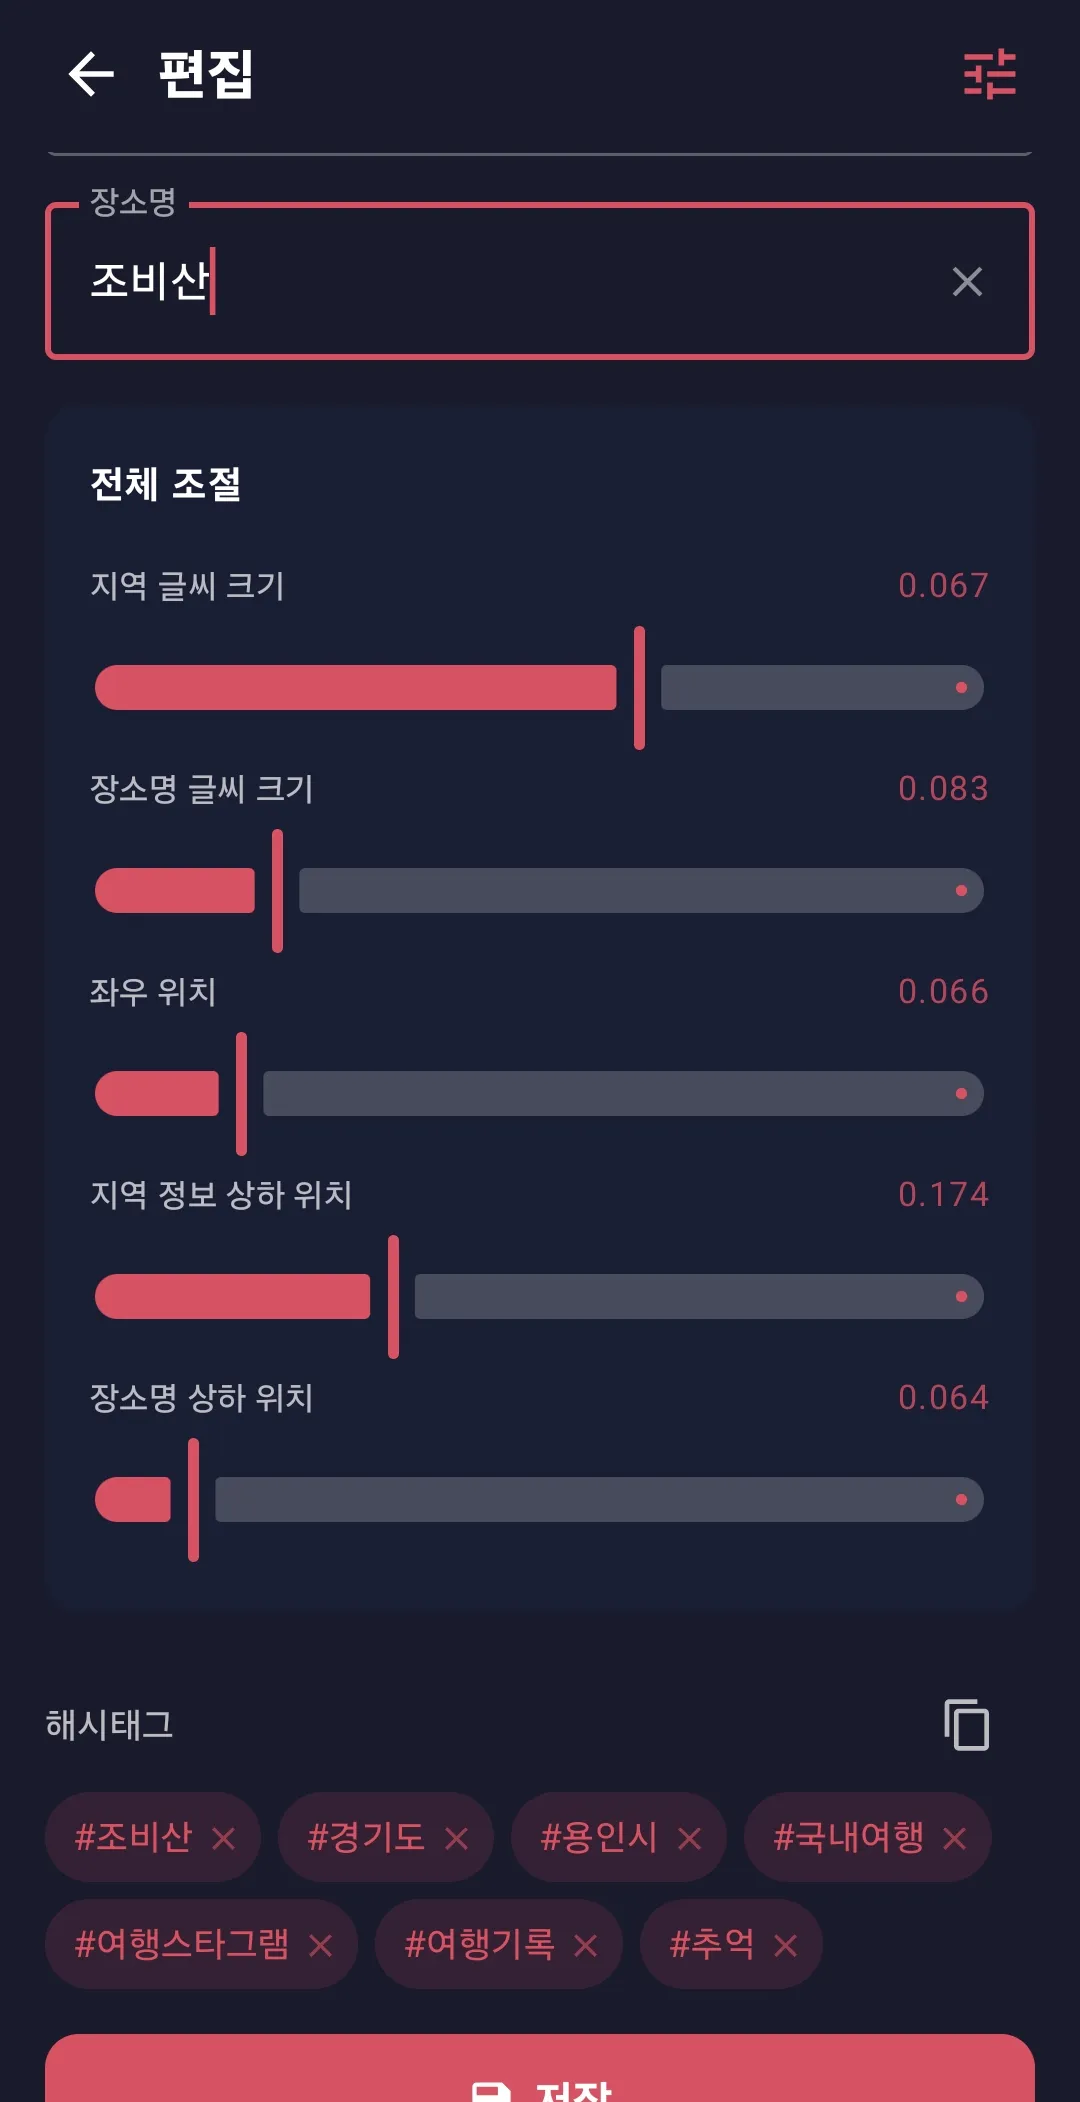 편집
장소명
조비산
전체 조절
지역 글씨 크기 0.067
장소명 글씨 크기 0.083
좌우 위치 0.066
지역 정보 상하 위치 0.174
장소명 상하 위치 0.064
해시태그
#조비산 #경기도 #용인시 #국내여행
#여행스타그램 #여행기록 #추억
저장